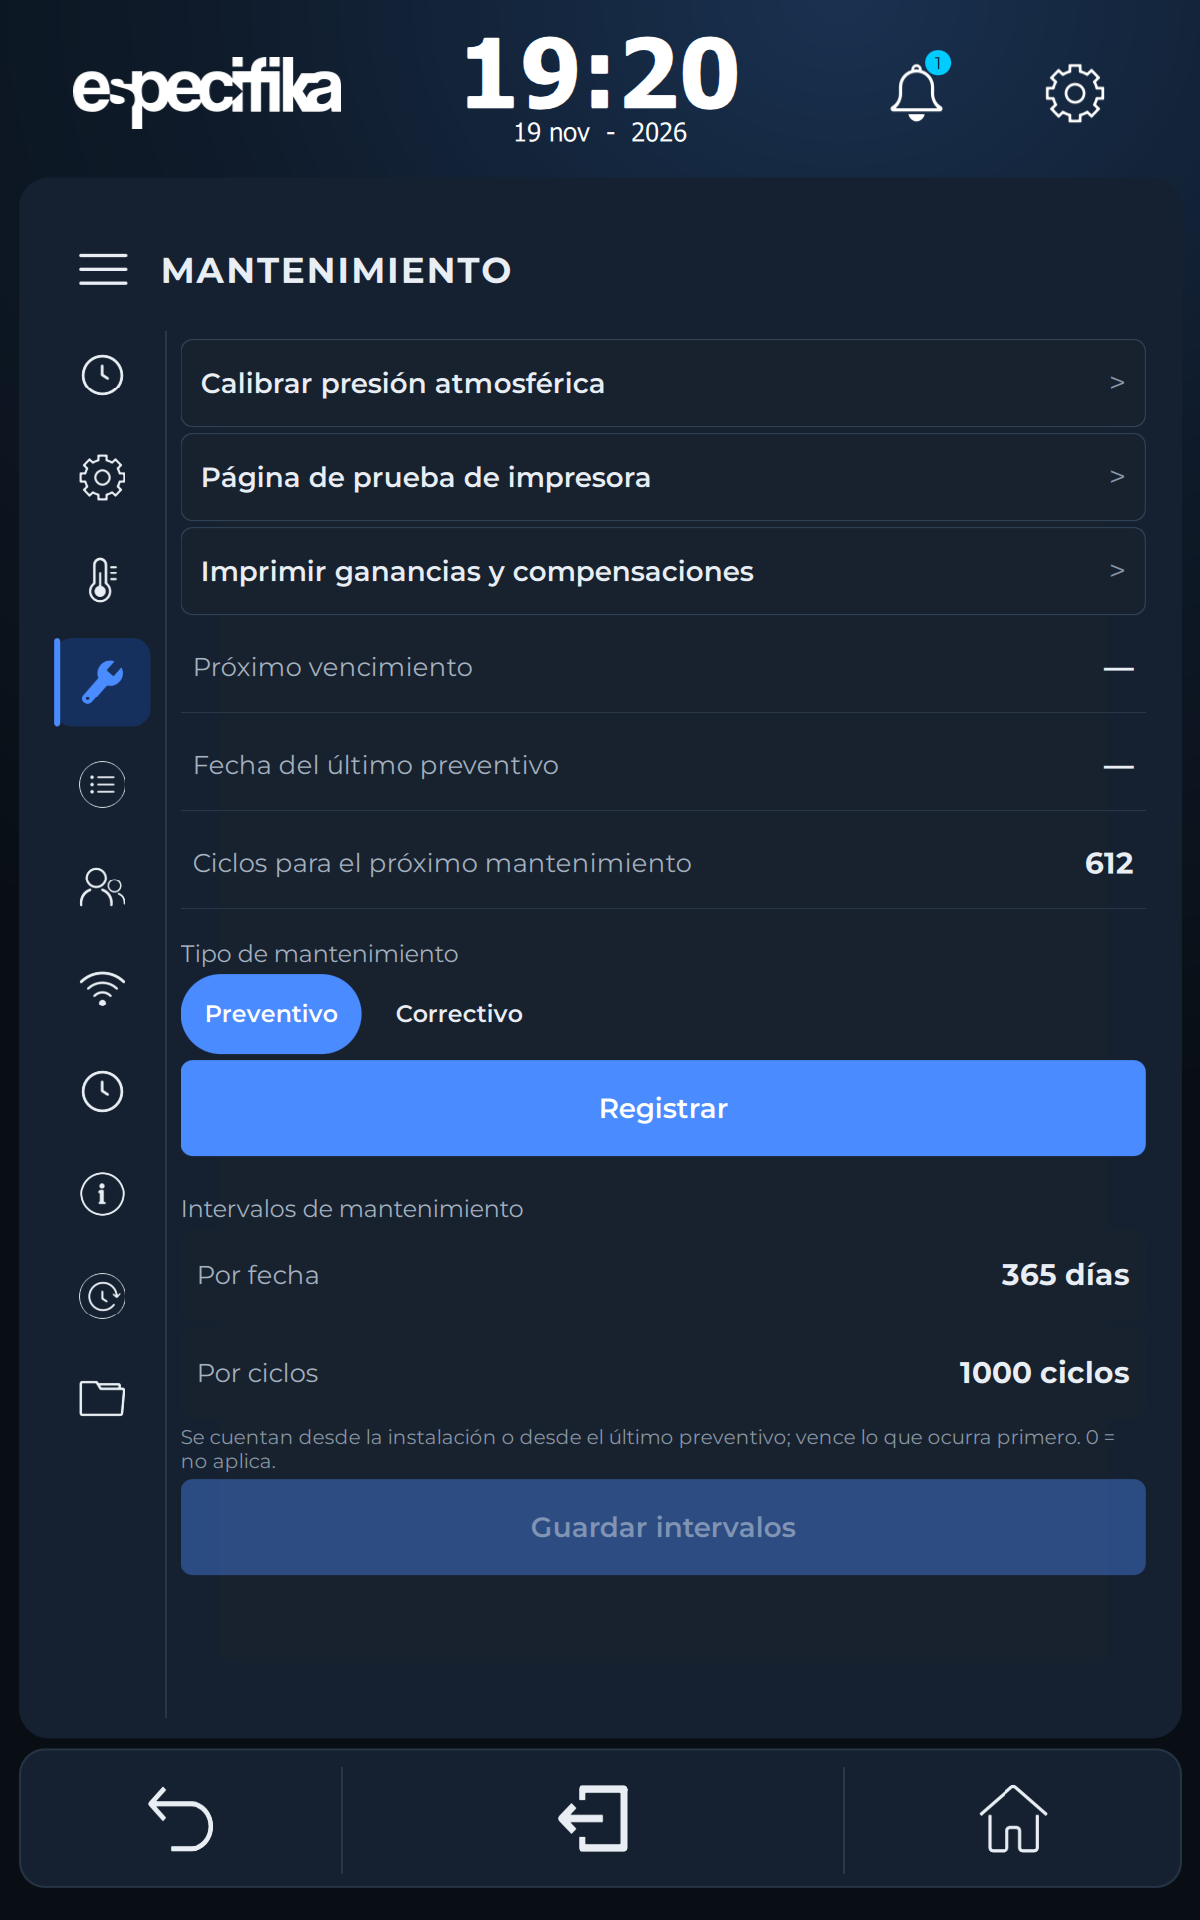 especifika
19:20
19 nov - 2026
1
MANTENIMIENTO
Calibrar presión atmosférica >
Página de prueba de impresora >
Imprimir ganancias y compensaciones >
Próximo vencimiento —
Fecha del último preventivo —
Ciclos para el próximo mantenimiento 612
Tipo de mantenimiento
Preventivo Correctivo
Registrar
Intervalos de mantenimiento
Por fecha 365 días
Por ciclos 1000 ciclos
Se cuentan desde la instalación o desde el último preventivo; vence lo que ocurra primero. 0 =
no aplica.
Guardar intervalos